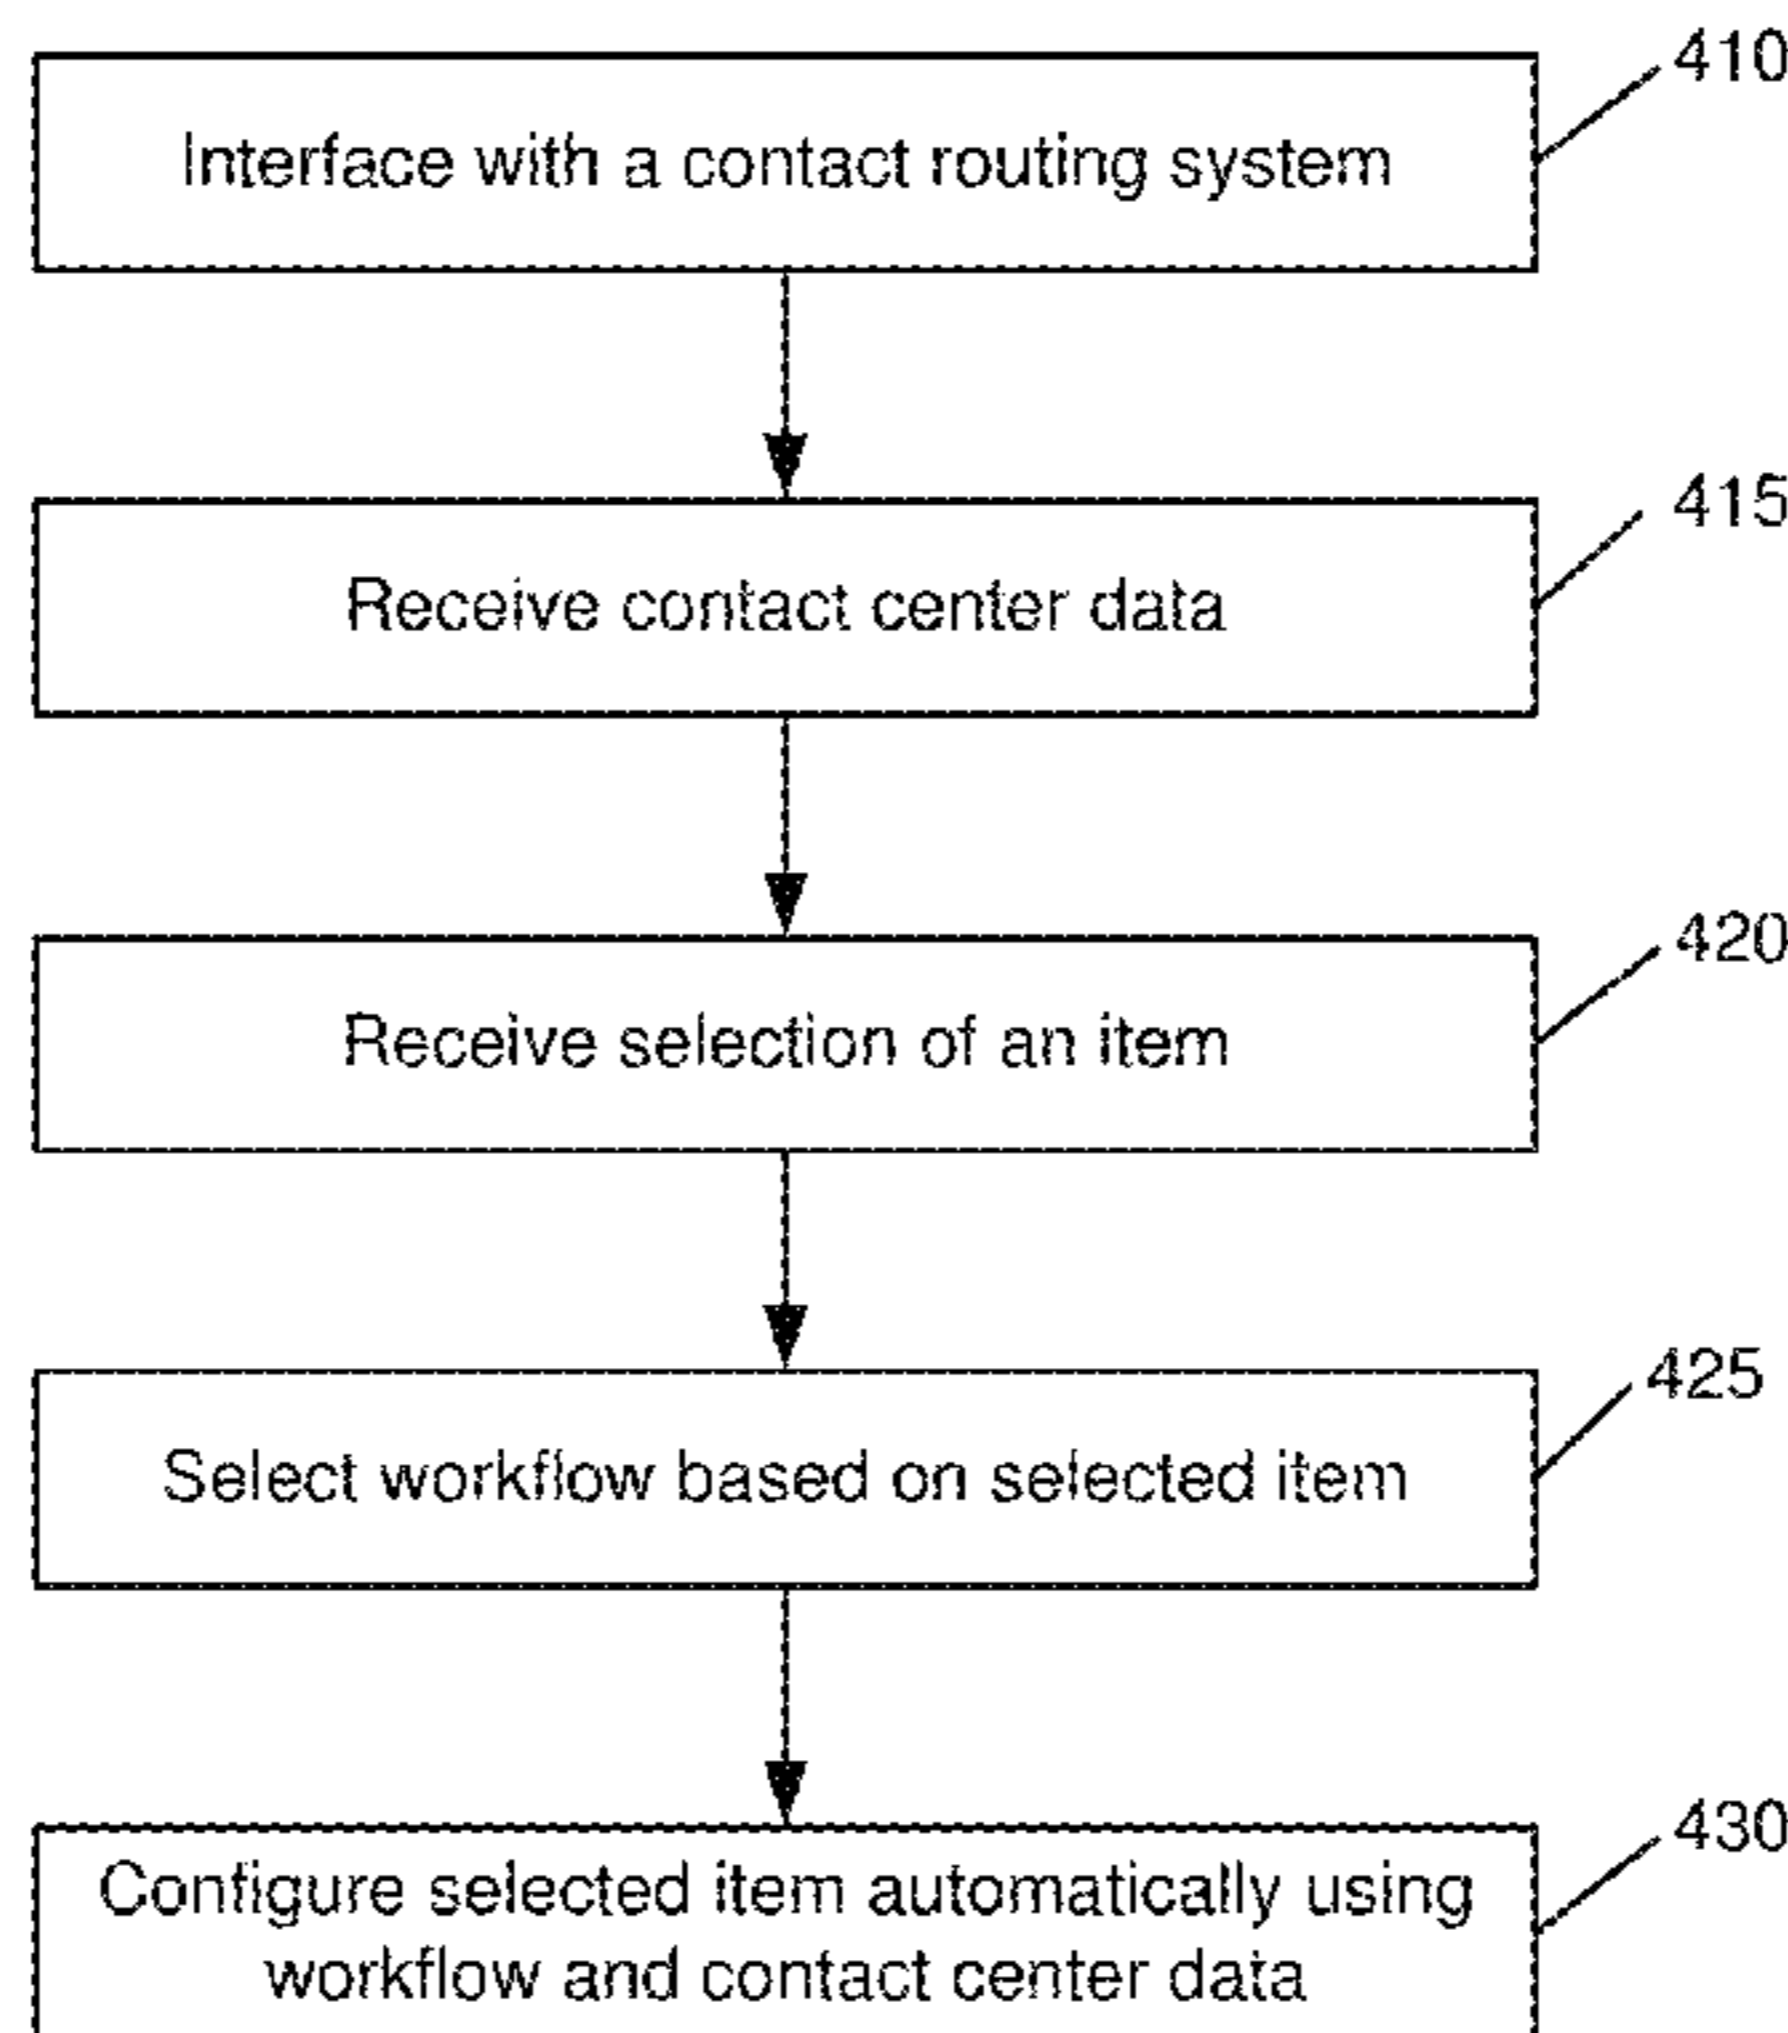 410
Interface with a contact routing system
415
Receive contact center data
420
Receive selection of an item
425
Select workflow based on selected item
430
Configure selected item automatically using
workflow and contact center data